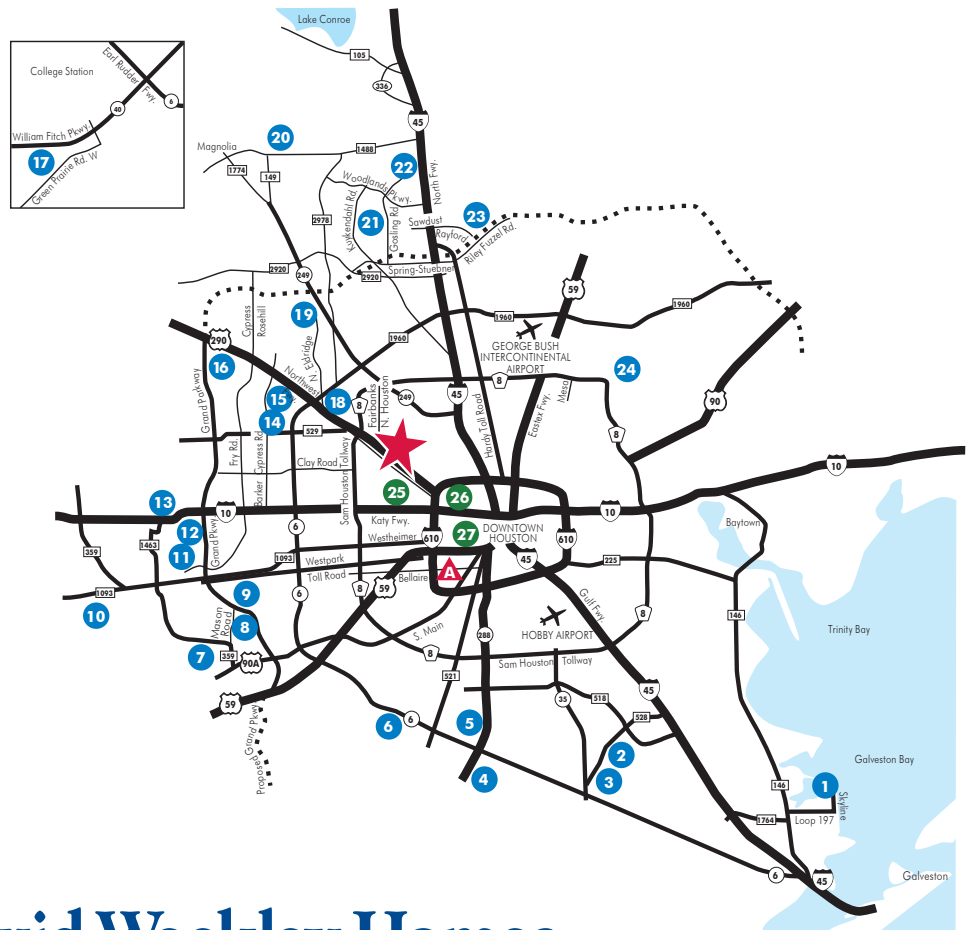 Lake Conroe
105
336
45
College Station
Earl Rudder
Fwy.
6
40
William Fitch Pkwy.
17
Green Prairie Rd. W
Magnolia
20
1488
1774
149
22
Woodlands Pkwy.
North Fwy.
2978
Kuykendahl Rd.
21
Gosling Rd.
23
Sawdust
Rayford
Riley Fuzzel Rd.
Spring-Stuebner
2920
249
2920
59
1960
1960
1960
Cypress
Rosehill
19
N. Eldridge
290
GEORGE BUSH
INTERCONTINENTAL
AIRPORT
16
Northwest
24
8
45
Mesa
Grand Parkway
15
18
8
Fairbanks
N. Houston
249
Hardy Toll Road
Eastex Fwy.
90
14
529
8
Fry Rd.
Barker Cypress Rd.
Clay Road
Sam Houston Tollway
10
25
26
13
10
10
Katy Fwy.
Baytown
6
12
Grand Pkwy.
Westheimer
610
27
DOWNTOWN
HOUSTON
610
359
1463
11
1093
Westpark
Toll Road
Bellaire
A
45
225
1093
59
8
6
10
9
Mason
Road
8
Gulf Fwy.
8
146
S. Main
288
HOBBY AIRPORT
Trinity Bay
7
359
90A
8
Sam Houston Tollway
521
45
59
35
518
528
Proposed Grand Pkwy.
6
6
5
2
Galveston Bay
4
3
146
1
Skyline
1764
Loop 197
6
45
Galveston